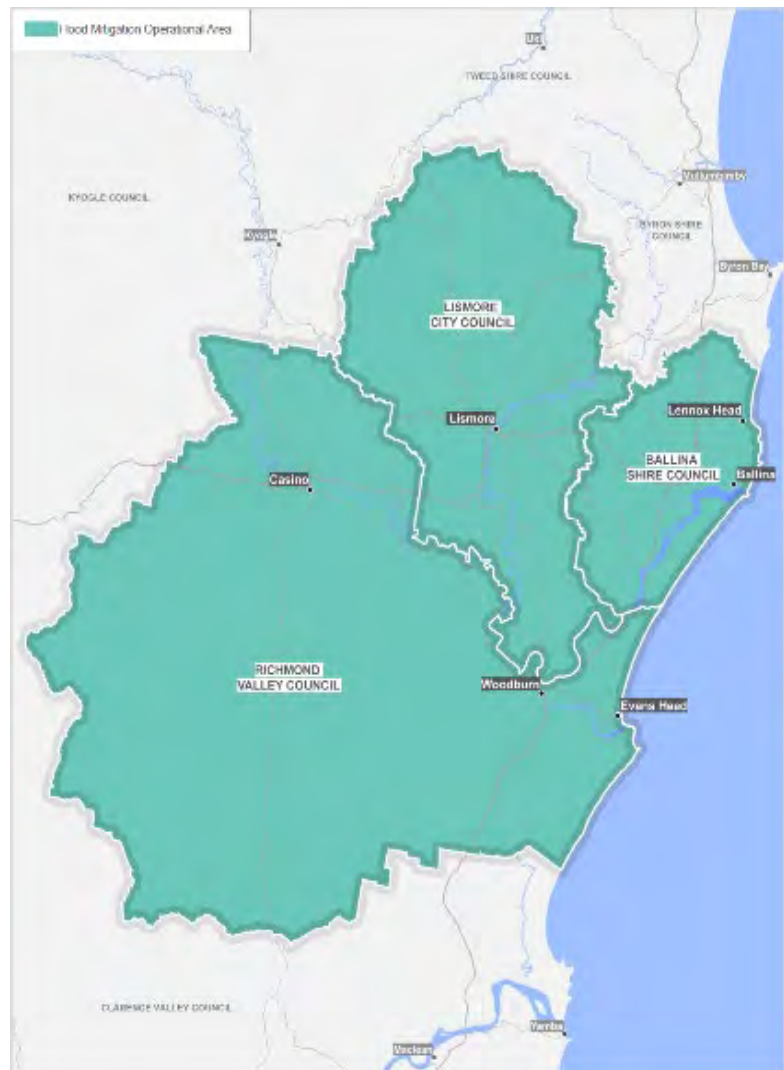 Flood Mitigation Operational Area
Uki
TWEED SHIRE COUNCIL
Mullumbimby
KYOGLE COUNCIL
BYRON SHIRE
COUNCIL
Kyogle
Byron Bay
LISMORE
CITY COUNCIL
Lennox Head
Lismore
BALLINA
SHIRE COUNCIL
Ballina
Casino
RICHMOND
VALLEY COUNCIL
Woodburn
Evans Head
CLARENCE VALLEY COUNCIL
Yamba
Maclean